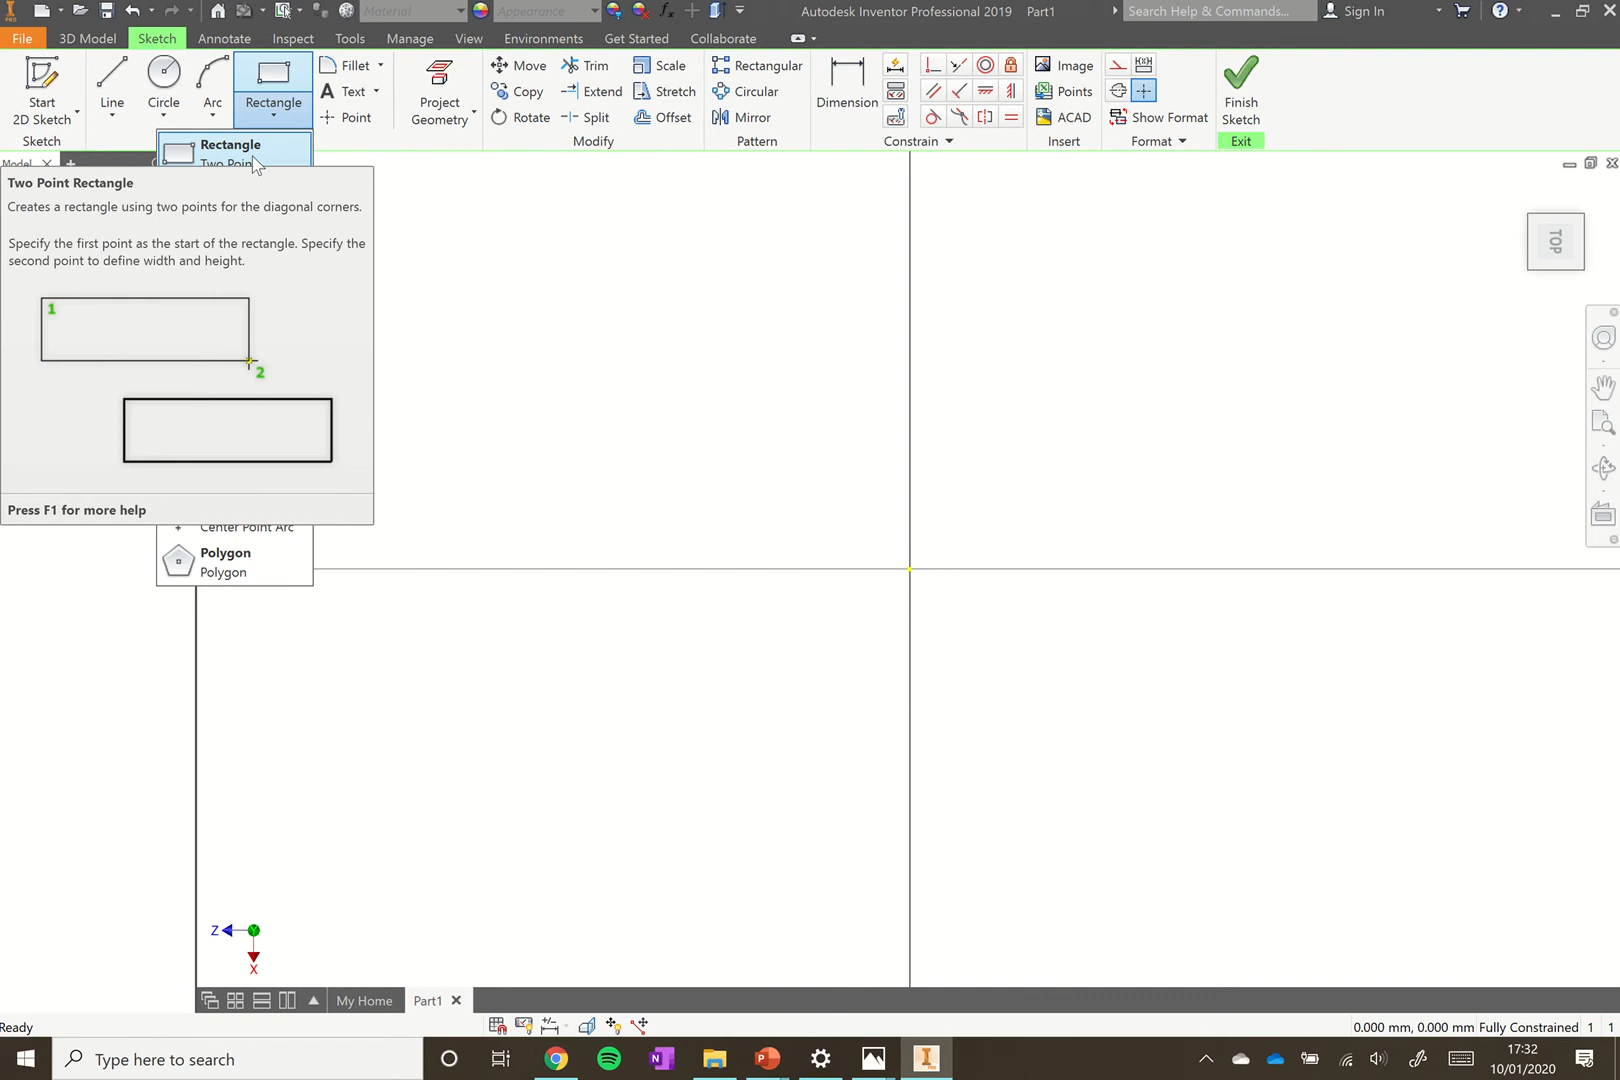 Material
Appearance
Autodesk Inventor Professional 2019 Part1
Search Help & Commands...
Sign In
File
3D Model
Sketch
Annotate
Inspect
Tools
Manage
View
Environments
Get Started
Collaborate
Start
2D Sketch
Line
Circle
Arc
Rectangle
Fillet
Text
Point
Project
Geometry
Move
Copy
Rotate
Trim
Extend
Split
Scale
Stretch
Offset
Rectangular
Circular
Mirror
Dimension
Image
Points
ACAD
Show Format
Finish
Sketch
Sketch
Modify
Pattern
Constrain
Insert
Format
Exit
Model
Rectangle
Two Point
Two Point Rectangle
Creates a rectangle using two points for the diagonal corners.
Specify the first point as the start of the rectangle. Specify the
second point to define width and height.
1
2
Press F1 for more help
Center Point Arc
Polygon
Polygon
TOP
Z
Y
X
My Home
Part1
Ready
0.000 mm, 0.000 mm Fully Constrained 1 1
Type here to search
17:32
10/01/2020